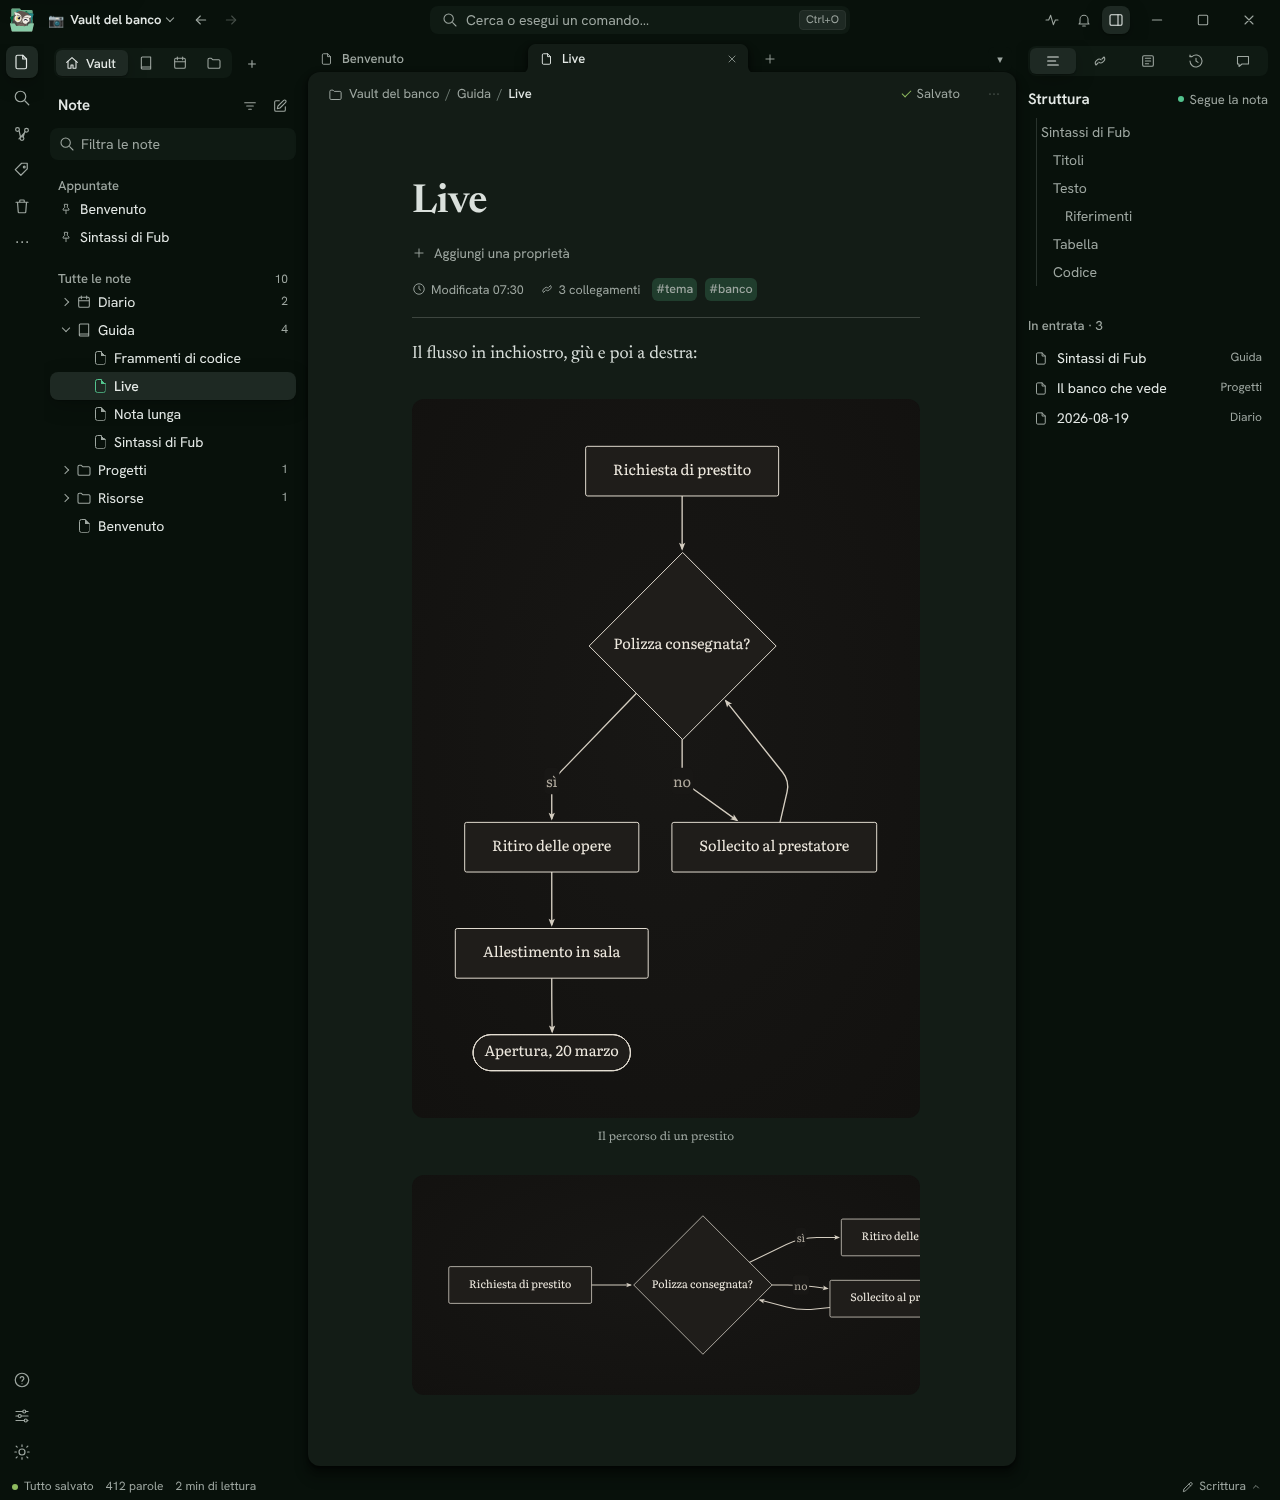 Vault del banco
Cerca o esegui un comando...
Ctrl+O
Vault
Note
Filtra le note
Appuntate
Benvenuto
Sintassi di Fub
Tutte le note 10
Diario 2
Guida 4
Frammenti di codice
Live
Nota lunga
Sintassi di Fub
Progetti 1
Risorse 1
Benvenuto
Benvenuto
Live
Vault del banco / Guida / Live
Salvato
Live
Aggiungi una proprietà
Modificata 07:30
3 collegamenti
#tema
#banco
Il flusso in inchiostro, giù e poi a destra:
Richiesta di prestito
Polizza consegnata?
sì
no
Ritiro delle opere
Sollecito al prestatore
Allestimento in sala
Apertura, 20 marzo
Il percorso di un prestito
Richiesta di prestito
Polizza consegnata?
sì
no
Ritiro delle
Sollecito al pr
Struttura
Segue la nota
Sintassi di Fub
Titoli
Testo
Riferimenti
Tabella
Codice
In entrata · 3
Sintassi di Fub Guida
Il banco che vede Progetti
2026-08-19 Diario
Tutto salvato
412 parole
2 min di lettura
Scrittura